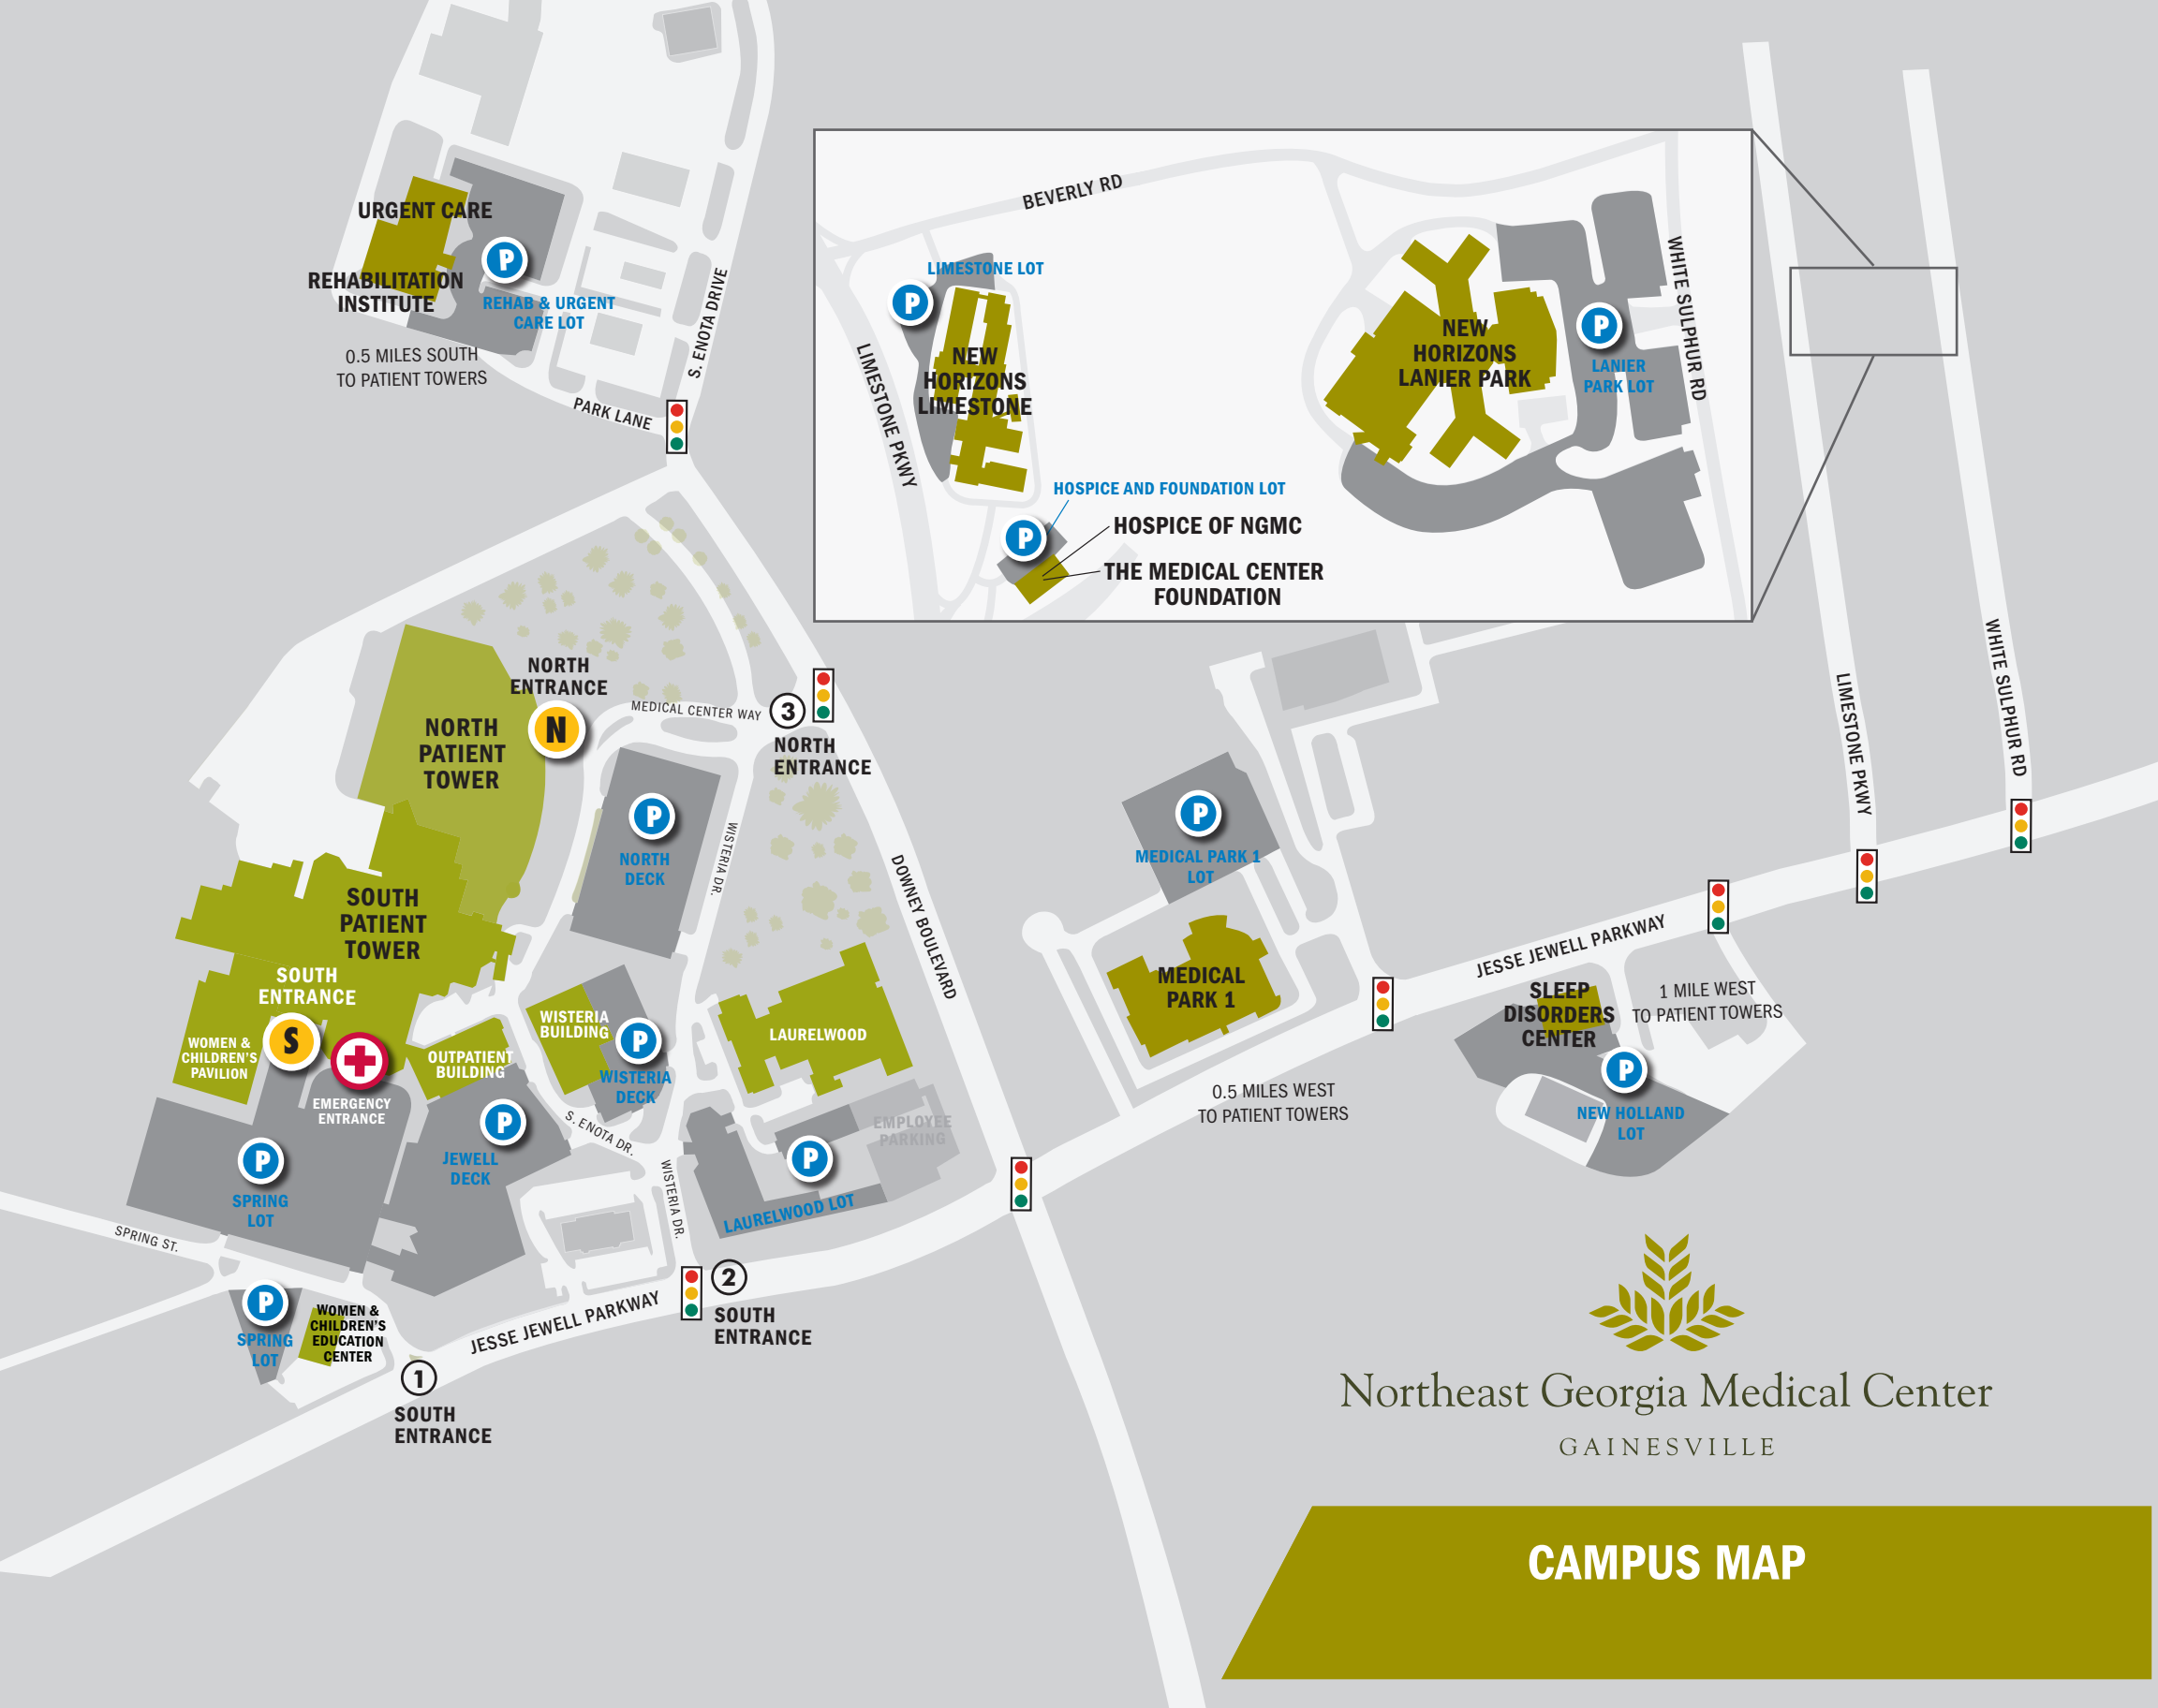 URGENT CARE
REHABILITATION
INSTITUTE
P
REHAB & URGENT
CARE LOT
0.5 MILES SOUTH
TO PATIENT TOWERS
PARK LANE
S. ENOTA DRIVE
BEVERLY RD
LIMESTONE LOT
P
NEW
HORIZONS
LIMESTONE
LIMESTONE PKWY
HOSPICE AND FOUNDATION LOT
P
HOSPICE OF NGMC
THE MEDICAL CENTER
FOUNDATION
NEW
HORIZONS
LANIER PARK
P
LANIER
PARK LOT
WHITE SULPHUR RD
NORTH
ENTRANCE
N
NORTH
PATIENT
TOWER
MEDICAL CENTER WAY
3
NORTH
ENTRANCE
P
NORTH
DECK
WISTERIA DR.
DOWNEY BOULEVARD
P
MEDICAL PARK 1
LOT
MEDICAL
PARK 1
LIMESTONE PKWY
WHITE SULPHUR RD
JESSE JEWELL PARKWAY
SLEEP
DISORDERS
CENTER
1 MILE WEST
TO PATIENT TOWERS
P
NEW HOLLAND
LOT
0.5 MILES WEST
TO PATIENT TOWERS
SOUTH
PATIENT
TOWER
SOUTH
ENTRANCE
S
WOMEN &
CHILDREN'S
PAVILION
EMERGENCY
ENTRANCE
OUTPATIENT
BUILDING
WISTERIA
BUILDING
P
WISTERIA
DECK
LAURELWOOD
EMPLOYEE
PARKING
P
LAURELWOOD LOT
S. ENOTA DR.
WISTERIA DR.
P
JEWELL
DECK
P
SPRING
LOT
SPRING ST.
P
SPRING
LOT
WOMEN &
CHILDREN'S
EDUCATION
CENTER
JESSE JEWELL PARKWAY
2
SOUTH
ENTRANCE
1
SOUTH
ENTRANCE
Northeast Georgia Medical Center
GAINESVILLE
CAMPUS MAP